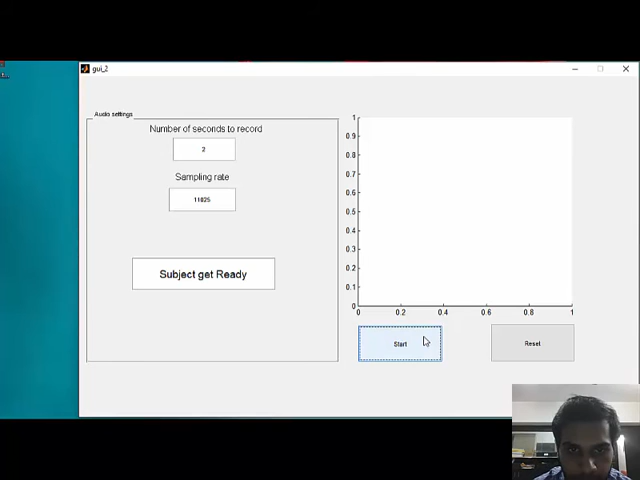 gui_2
Audio settings
Number of seconds to record
2
Sampling rate
11025
Subject get Ready
1
0.9
0.8
0.7
0.6
0.5
0.4
0.3
0.2
0.1
0
0 0.2 0.4 0.6 0.8 1
Start
Reset